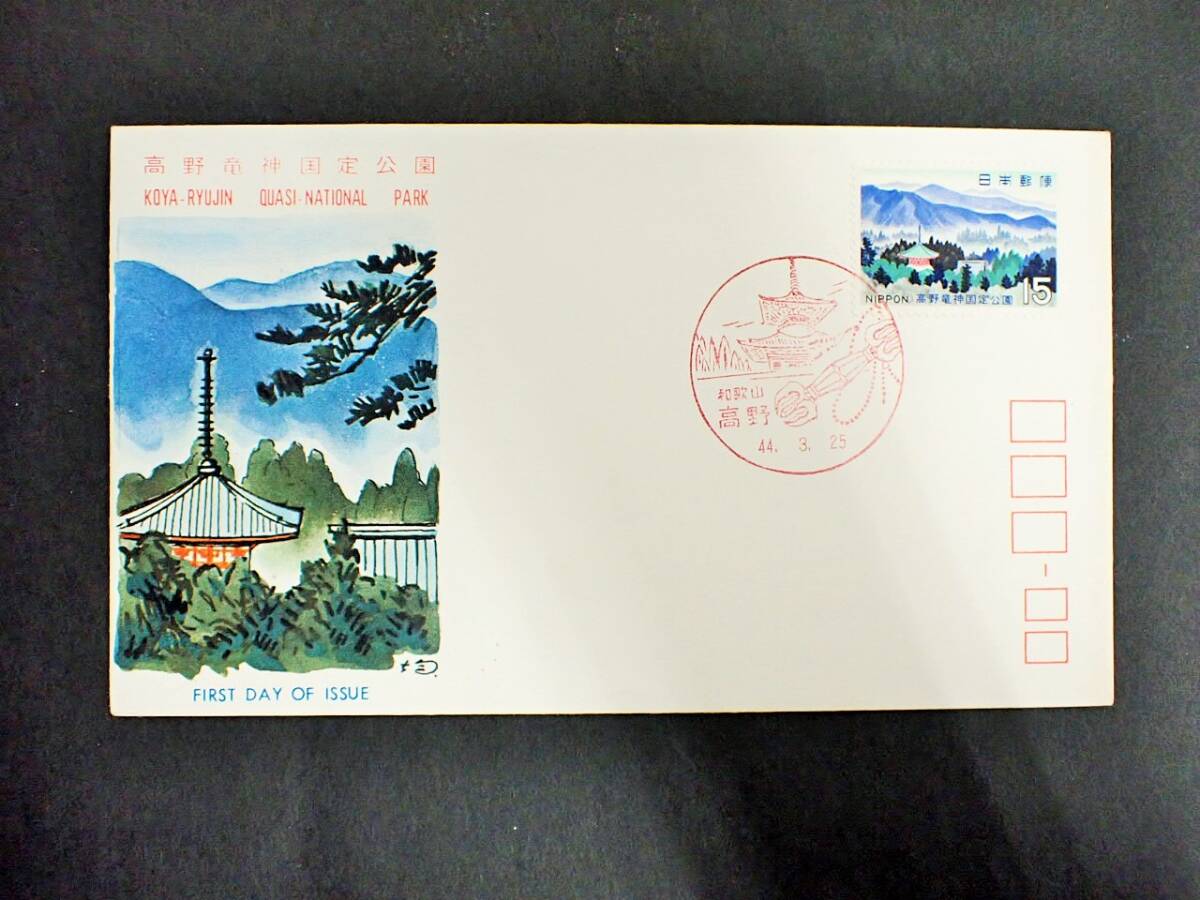 高野竜神国定公園
KOYA-RYUJIN QUASI-NATIONAL PARK
日本郵便
NIPPON 高野竜神国定公園 15
和歌山
高野
44. 3. 25
FIRST DAY OF ISSUE